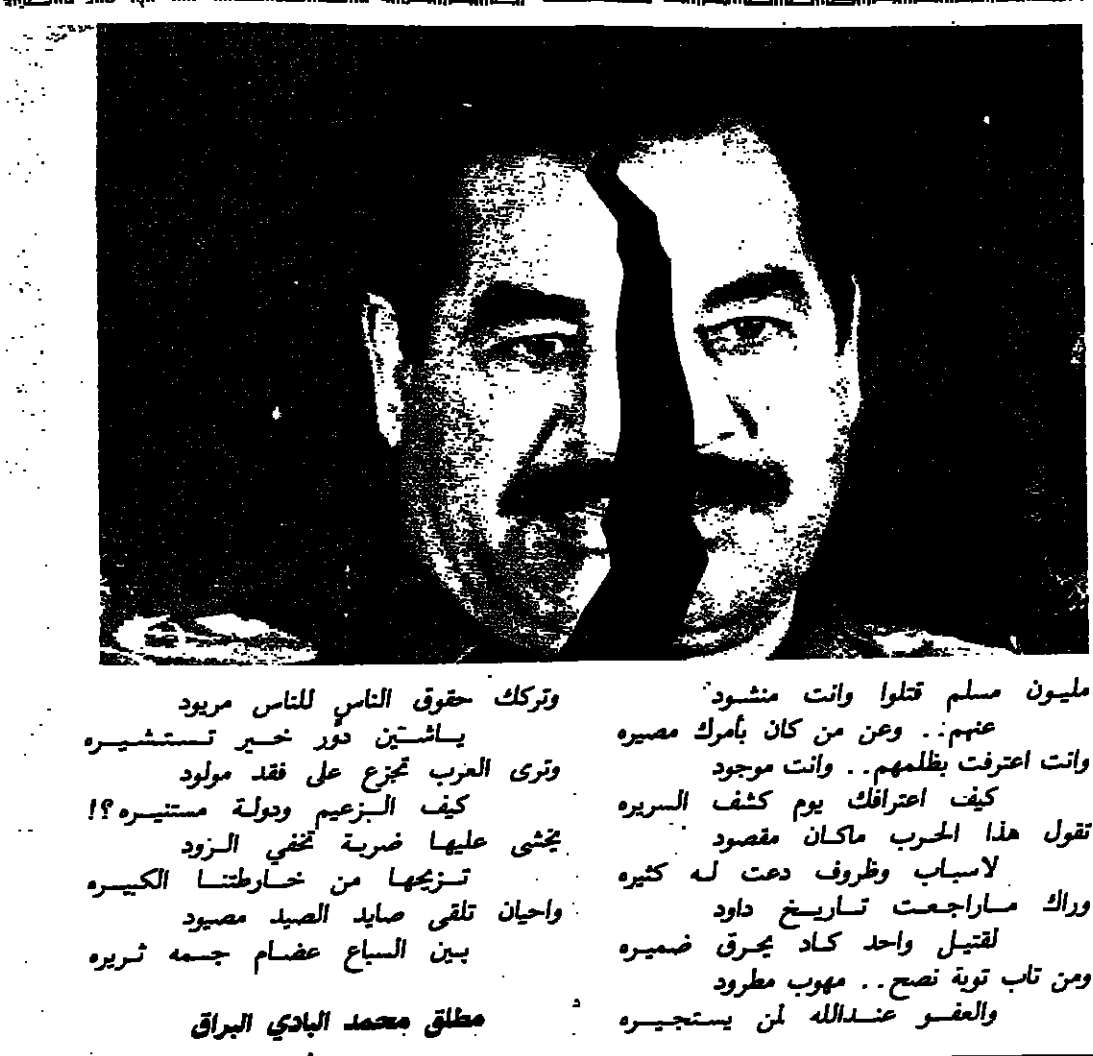 مليون مسلم قتلوا وانت منشود
عنهم.. وعن من كان بأمرك مصيره
وانت اعترفت بظلمهم.. وانت موجود
كيف اعترافك يوم كشف السريره
تقول هذا الحرب ماكان مقصود
لاسباب وظروف دعت له كثيره
وراك ماراجعت تاريخ داود
لقتيل واحد كاد يحرق ضميره
ومن تاب توبة نصح.. مهوب مطرود
والعفو عندالله لمن يستجيره
وتركك حقوق الناس للناس مريود
ياشين دوّر خبر تستشيره
وترى العرب تجزع على فقد مولود
كيف الزعيم ودولة مستنيره؟!
يخشى عليها ضربة تخفي الزود
تزيحها من خارطتنا الكبيره
واحيان تلقى صايد الصيد مصيود
بين السباع عضام جسمه ثريره
مطلق محمد البادي البراق